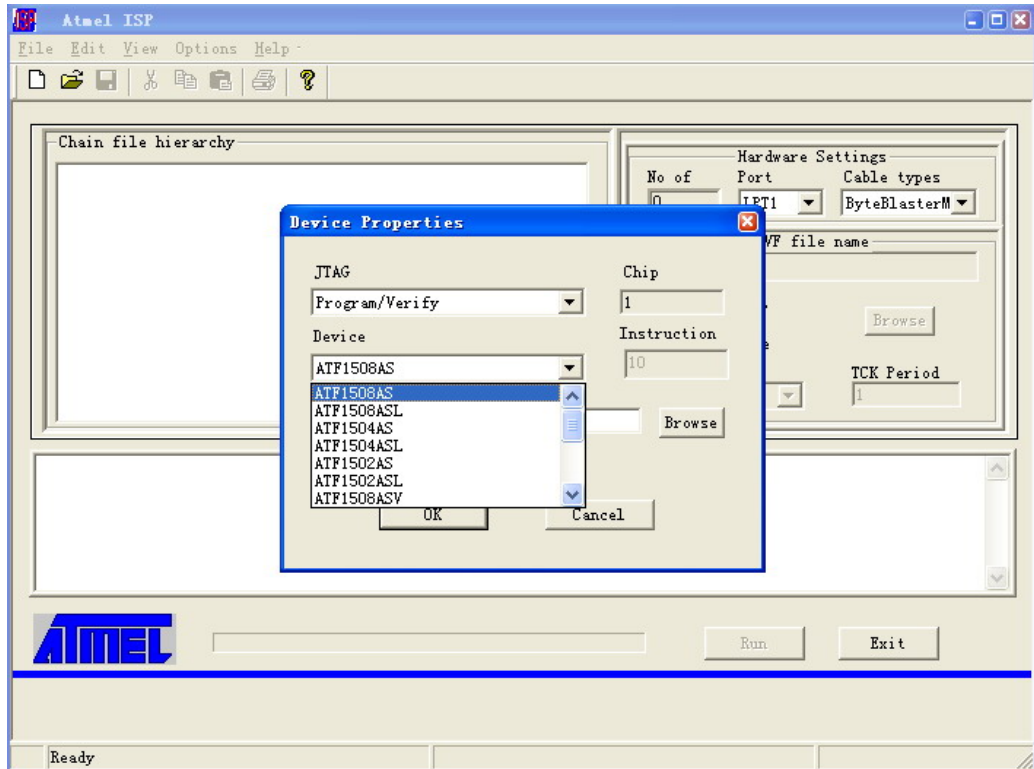 Atmel ISP
File Edit View Options Help
Chain file hierarchy
Hardware Settings
No of Port Cable types
0 LPT1 ByteBlasterM
Device Properties
VF file name
JTAG Chip
Program/Verify 1
Browse
Device Instruction
ATF1508AS 10
TCK Period
1
ATF1508AS
ATF1508ASL
ATF1504AS
Browse
ATF1504ASL
ATF1502AS
ATF1502ASL
ATF1508ASV
OK Cancel
ATMEL
Run Exit
Ready